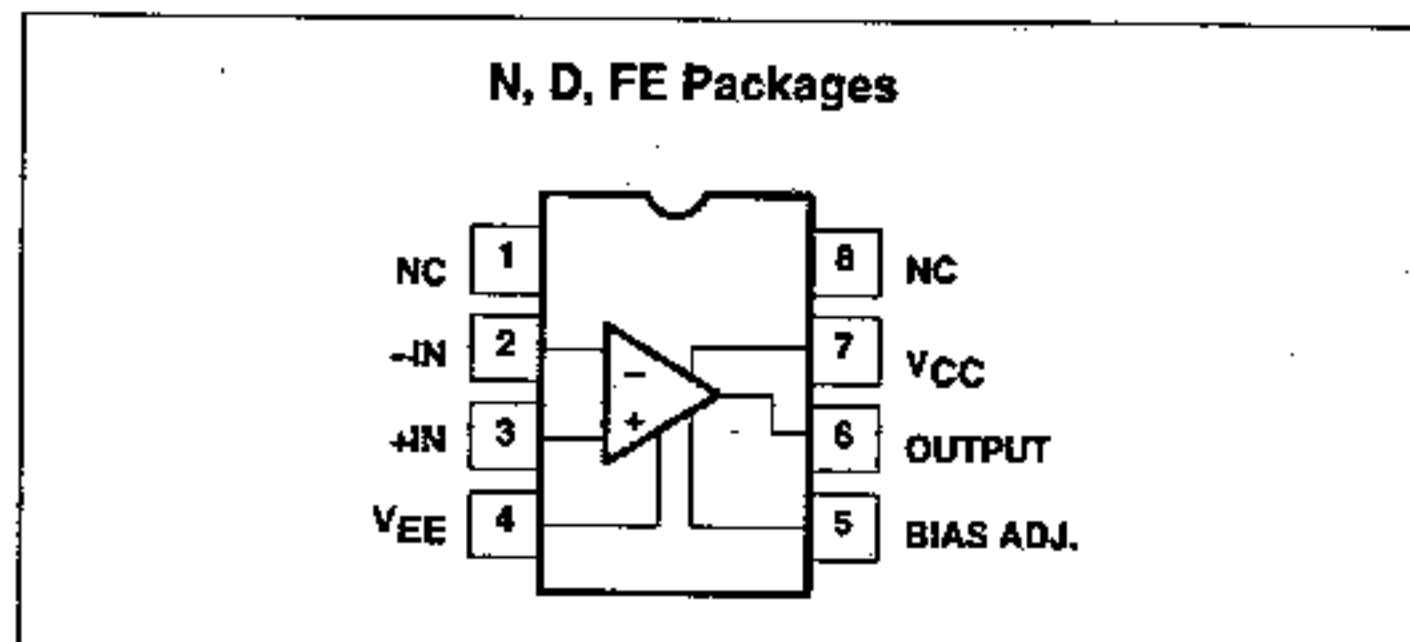 N, D, FE Packages
NC 1 8 NC
–IN 2 7 VCC
+IN 3 6 OUTPUT
VEE 4 5 BIAS ADJ.
–
+